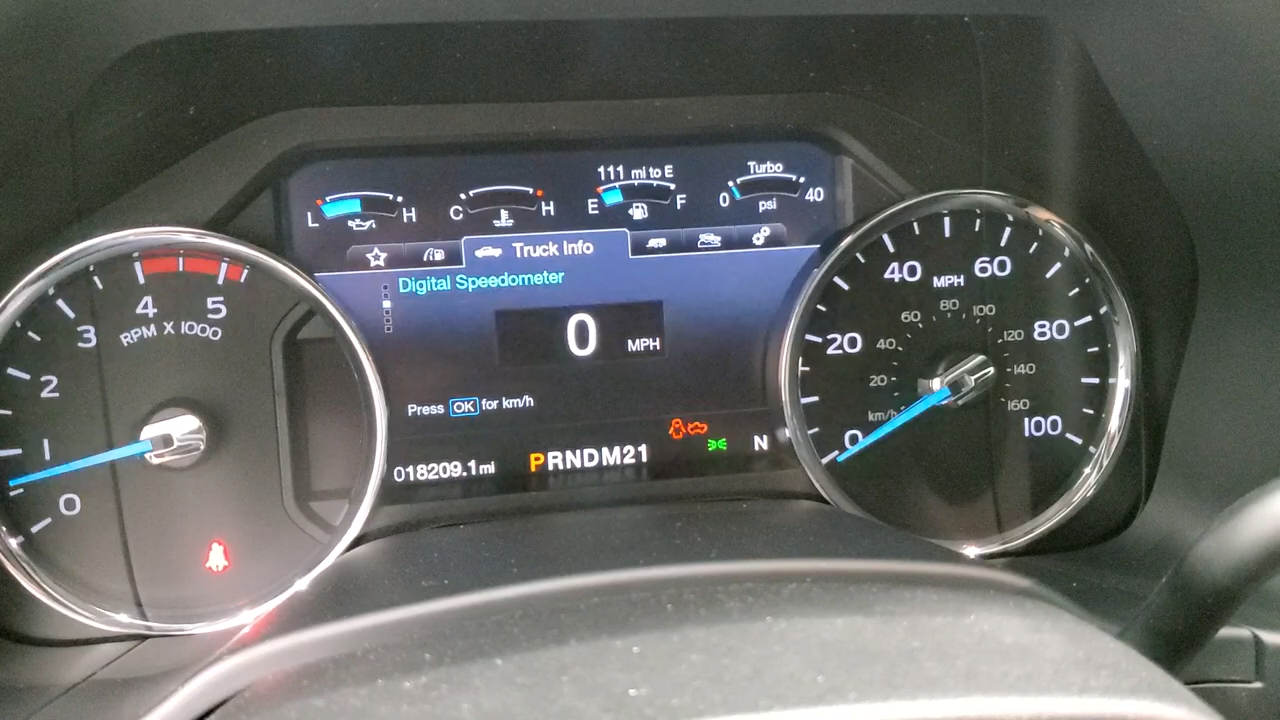 111 mi to E
Turbo
L H
C H
E F
0 40
psi
Truck Info
Digital Speedometer
0 MPH
Press OK for km/h
018209.1 mi
PRNDM21
N
0 1 2 3 4 5
RPM X 1000
0 20 40 60 80 100
MPH
20 40 60 80 100 120 140 160
km/h